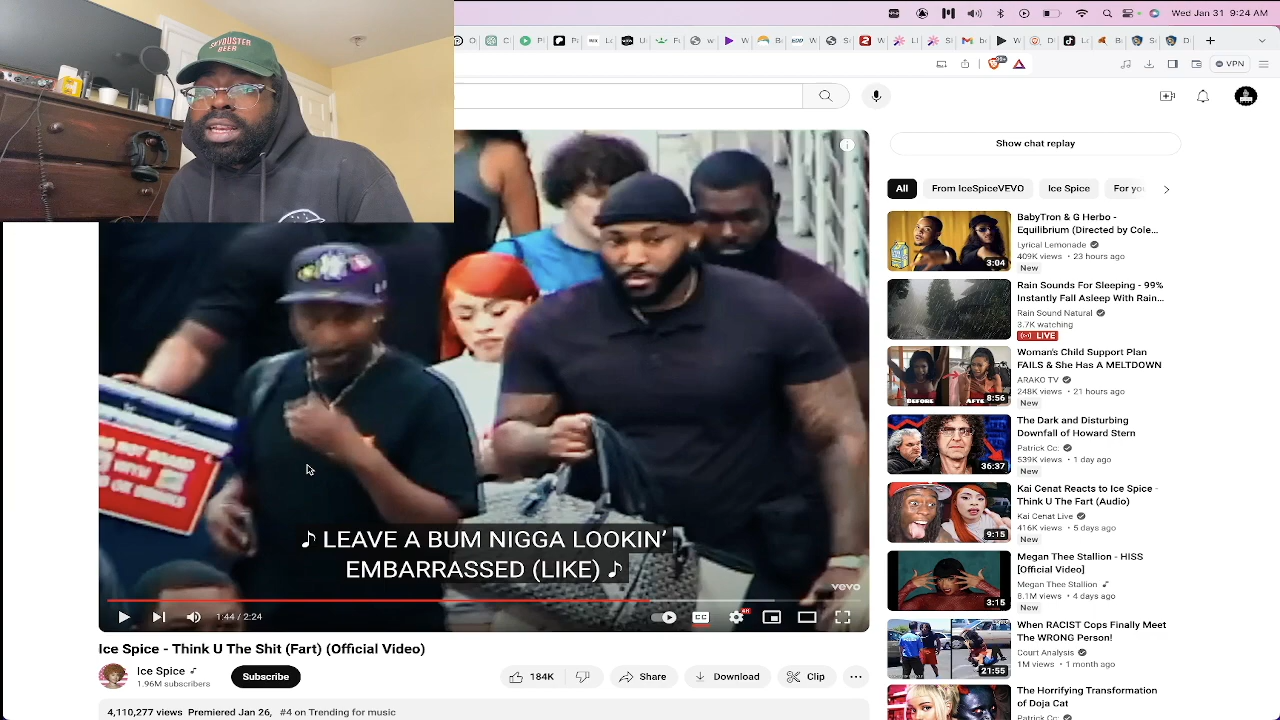 Wed Jan 31 9:24 AM
VPN
SKYDUSTER
BEER
Show chat replay
All
From IceSpiceVEVO
Ice Spice
BabyTron & G Herbo -
Equilibrium (Directed by Cole...
Lyrical Lemonade
409K views • 23 hours ago
New
3:04
Rain Sounds For Sleeping - 99%
Instantly Fall Asleep With Rain...
Rain Sound Natural
3.7K watching
LIVE
Woman's Child Support Plan
FAILS & She Has A MELTDOWN
ARAKO TV
248K views • 21 hours ago
New
BEFORE
8:56
The Dark and Disturbing
Downfall of Howard Stern
Patrick Cc.
539K views • 1 day ago
New
36:37
Kai Cenat Reacts to Ice Spice -
Think U The Fart (Audio)
Kai Cenat Live
416K views • 5 days ago
9:15
Megan Thee Stallion - HISS
[Official Video]
Megan Thee Stallion
8.1M views • 4 days ago
New
3:15
When RACIST Cops Finally Meet
The WRONG Person!
Court Analysis
1M views • 1 month ago
21:55
The Horrifying Transformation
of Doja Cat
♪ LEAVE A BUM NIGGA LOOKIN'
EMBARRASSED (LIKE) ♪
vevo
1:44 / 2:24
Ice Spice - Think U The Shit (Fart) (Official Video)
Ice Spice
1.96M subscribers
Subscribe
Share
Download
Clip
4,110,277 views Premiered Jan 26, #4 on Trending for music